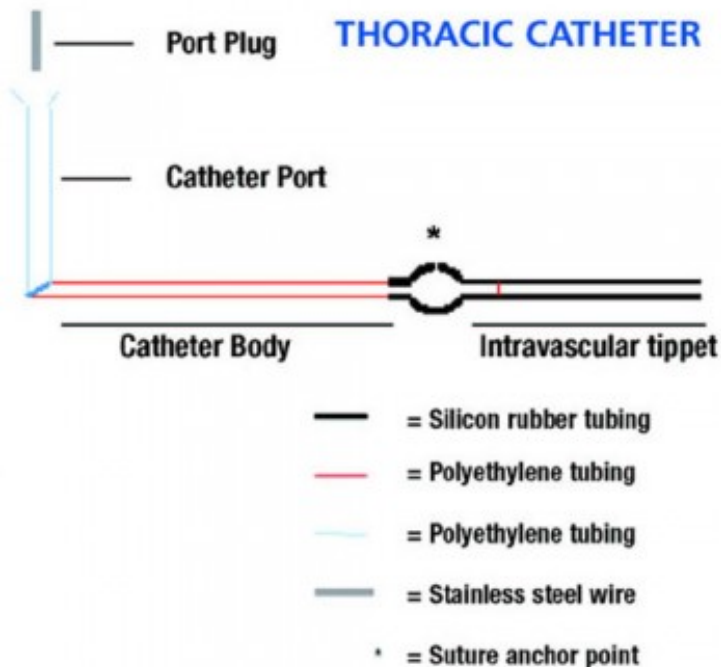 Port Plug
THORACIC CATHETER
Catheter Port
*
Catheter Body
Intravascular tippet
= Silicon rubber tubing
= Polyethylene tubing
= Polyethylene tubing
= Stainless steel wire
* = Suture anchor point